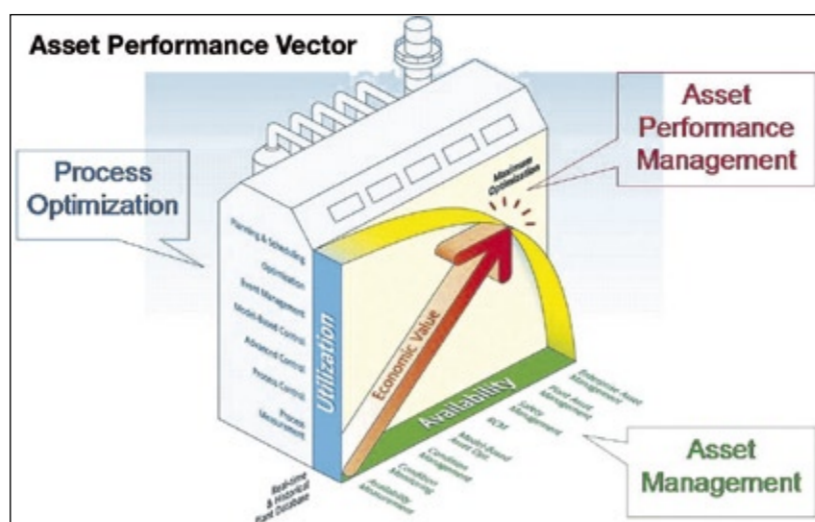 Asset Performance Vector
Asset
Performance
Management
Process
Optimization
Maximum
Optimization
Planning & Scheduling
Optimization
Event Management
Model-Based Control
Advanced Control
Process Control
Process
Measurement
Utilization
Economic Value
Availability
Real-time
& Historical
Plant Database
Availability
Measurement
Condition
Monitoring
Condition
Management
Model-Based
Asset Opt.
RCM
Safety
Management
Plant Asset
Management
Enterprise Asset
Management
Asset
Management